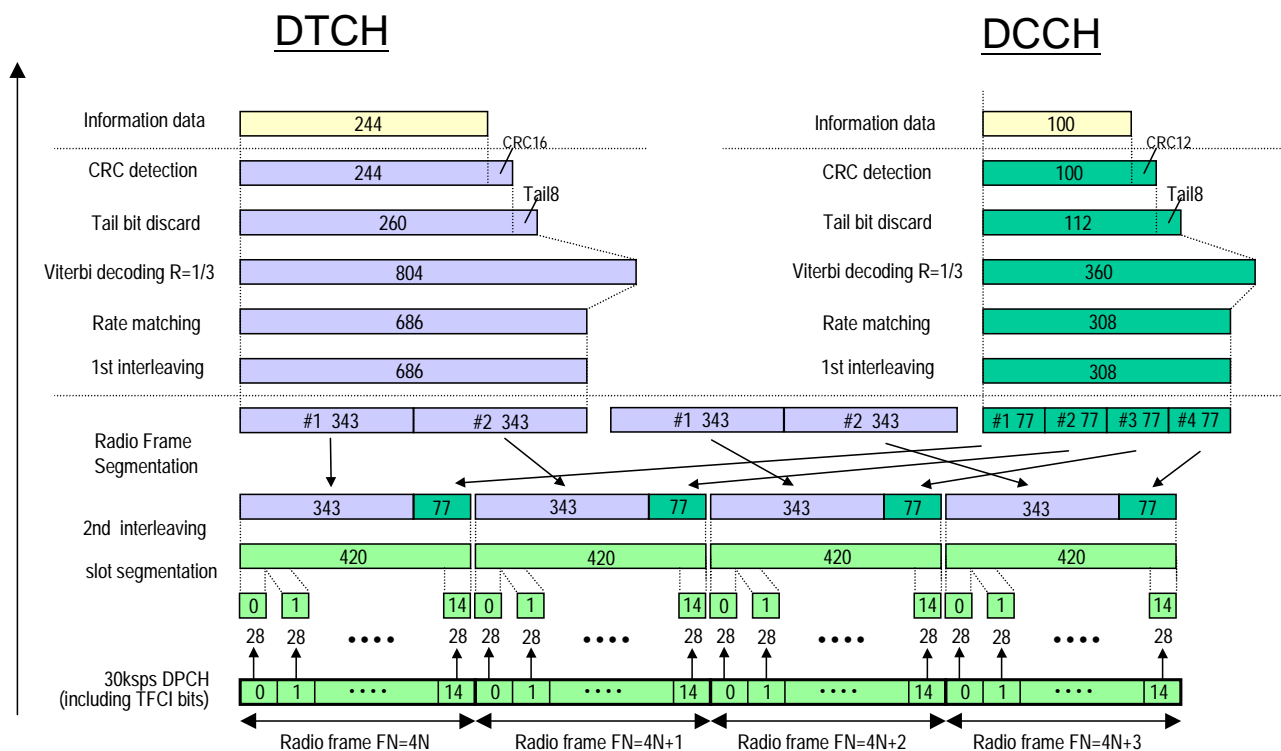 DTCH DCCH
Information data 244 Information data 100
CRC16 CRC12
CRC detection 244 CRC detection 100
Tail8 Tail8
Tail bit discard 260 Tail bit discard 112
Viterbi decoding R=1/3 804 Viterbi decoding R=1/3 360
Rate matching 686 Rate matching 308
1st interleaving 686 1st interleaving 308
#1 343 #2 343 #1 343 #2 343 #1 77 #2 77 #3 77 #4 77
Radio Frame
Segmentation
343 77 343 77 343 77 343 77
2nd interleaving
420 420 420 420
slot segmentation
0 1 14 0 1 14 0 1 14 0 1 14
28 28 •••• 28 28 28 •••• 28 28 28 •••• 28 28 28 •••• 28
30ksps DPCH
(including TFCI bits)
0 1 •••• 14 0 1 •••• 14 0 1 •••• 14 0 1 •••• 14
Radio frame FN=4N Radio frame FN=4N+1 Radio frame FN=4N+2 Radio frame FN=4N+3